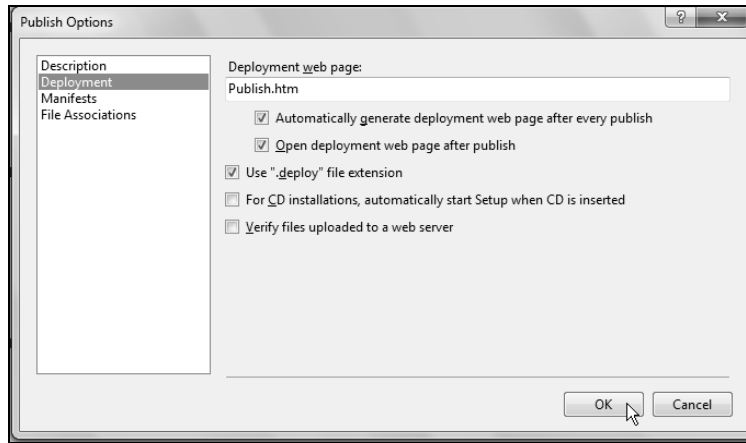 Publish Options
?
X
Description
Deployment
Manifests
File Associations
Deployment web page:
Publish.htm
Automatically generate deployment web page after every publish
Open deployment web page after publish
Use ".deploy" file extension
For CD installations, automatically start Setup when CD is inserted
Verify files uploaded to a web server
OK
Cancel